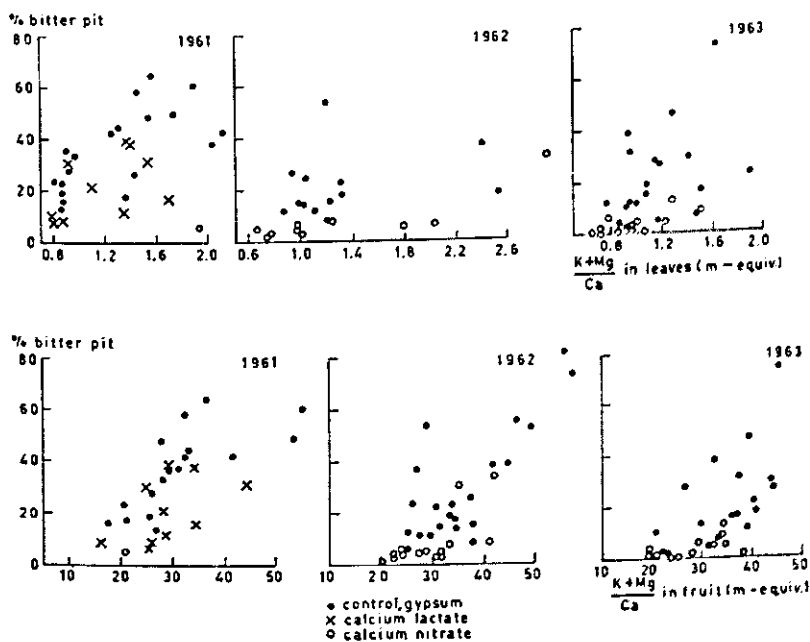 % bitter pit
1961
1962
1963
80
60
40
20
0
0.8 1.2 1.6 2.0
0.6 1.0 1.4 1.8 2.2 2.6
0.8 1.2 1.6 2.0
K+Mg
Ca
in leaves (m-equiv.)
% bitter pit
1961
1962
1963
80
60
40
20
0
10 20 30 40 50
20 30 40 50
10 20 30 40 50
K+Mg
Ca
in fruit (m-equiv.)
• control, gypsum
× calcium lactate
o calcium nitrate